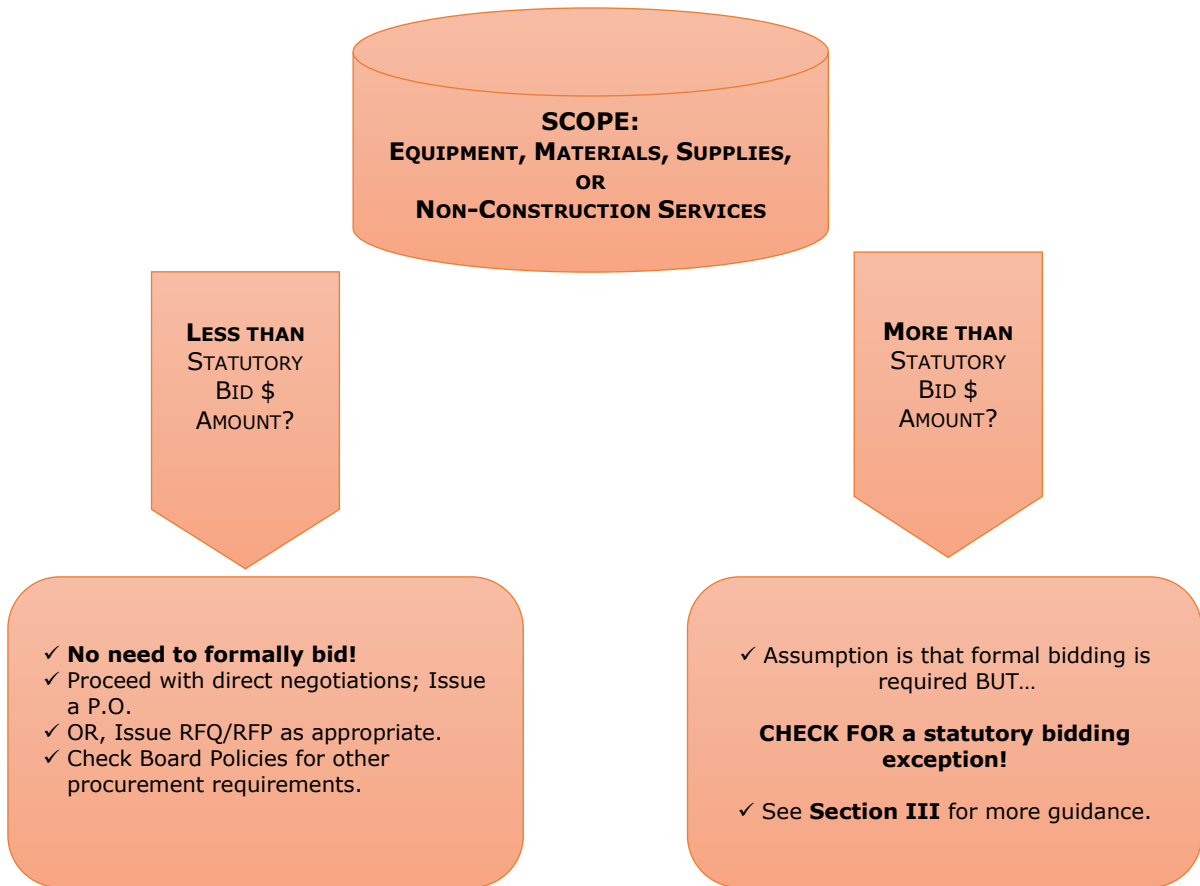 SCOPE:
EQUIPMENT, MATERIALS, SUPPLIES,
OR
NON-CONSTRUCTION SERVICES
LESS THAN
STATUTORY
BID $
AMOUNT?
MORE THAN
STATUTORY
BID $
AMOUNT?
✓ No need to formally bid!
✓ Proceed with direct negotiations; Issue
a P.O.
✓ OR, Issue RFQ/RFP as appropriate.
✓ Check Board Policies for other
procurement requirements.
✓ Assumption is that formal bidding is
required BUT…
CHECK FOR a statutory bidding
exception!
✓ See Section III for more guidance.